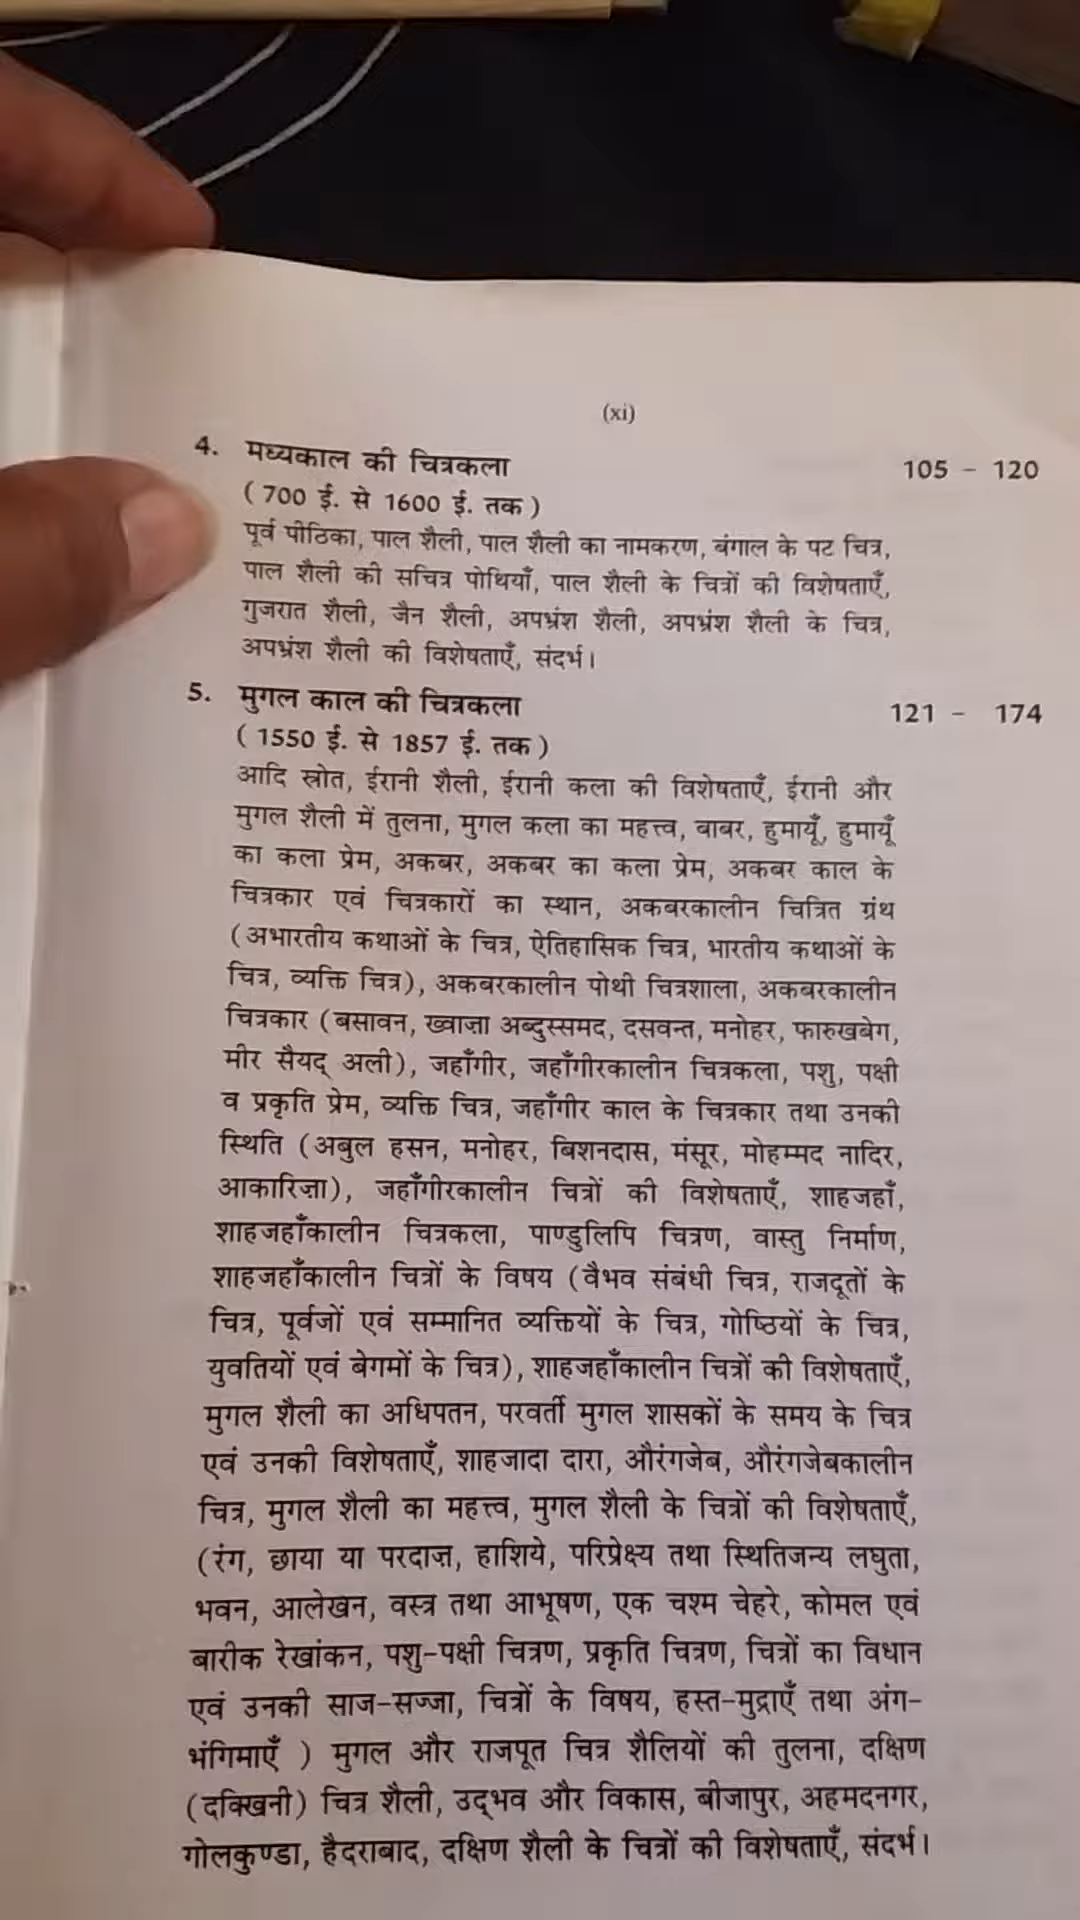 (xi)
4. मध्यकाल की चित्रकला 105 - 120
( 700 ई. से 1600 ई. तक )
पूर्व पीठिका, पाल शैली, पाल शैली का नामकरण, बंगाल के पट चित्र,
पाल शैली की सचित्र पोथियाँ, पाल शैली के चित्रों की विशेषताएँ,
गुजरात शैली, जैन शैली, अपभ्रंश शैली, अपभ्रंश शैली के चित्र,
अपभ्रंश शैली की विशेषताएँ, संदर्भ।
5. मुगल काल की चित्रकला 121 - 174
( 1550 ई. से 1857 ई. तक )
आदि स्रोत, ईरानी शैली, ईरानी कला की विशेषताएँ, ईरानी और
मुगल शैली में तुलना, मुगल कला का महत्त्व, बाबर, हुमायूँ, हुमायूँ
का कला प्रेम, अकबर, अकबर का कला प्रेम, अकबर काल के
चित्रकार एवं चित्रकारों का स्थान, अकबरकालीन चित्रित ग्रंथ
(अभारतीय कथाओं के चित्र, ऐतिहासिक चित्र, भारतीय कथाओं के
चित्र, व्यक्ति चित्र), अकबरकालीन पोथी चित्रशाला, अकबरकालीन
चित्रकार (बसावन, ख्वाज़ा अब्दुस्समद, दसवन्त, मनोहर, फारुखबेग,
मीर सैयद् अली), जहाँगीर, जहाँगीरकालीन चित्रकला, पशु, पक्षी
व प्रकृति प्रेम, व्यक्ति चित्र, जहाँगीर काल के चित्रकार तथा उनकी
स्थिति (अबुल हसन, मनोहर, बिशनदास, मंसूर, मोहम्मद नादिर,
आकारिज़ा), जहाँगीरकालीन चित्रों की विशेषताएँ, शाहजहाँ,
शाहजहाँकालीन चित्रकला, पाण्डुलिपि चित्रण, वास्तु निर्माण,
शाहजहाँकालीन चित्रों के विषय (वैभव संबंधी चित्र, राजदूतों के
चित्र, पूर्वजों एवं सम्मानित व्यक्तियों के चित्र, गोष्ठियों के चित्र,
युवतियों एवं बेगमों के चित्र), शाहजहाँकालीन चित्रों की विशेषताएँ,
मुगल शैली का अधिपतन, परवर्ती मुगल शासकों के समय के चित्र
एवं उनकी विशेषताएँ, शाहजादा दारा, औरंगजेब, औरंगजेबकालीन
चित्र, मुगल शैली का महत्त्व, मुगल शैली के चित्रों की विशेषताएँ,
(रंग, छाया या परदाज़, हाशिये, परिप्रेक्ष्य तथा स्थितिजन्य लघुता,
भवन, आलेखन, वस्त्र तथा आभूषण, एक चश्म चेहरे, कोमल एवं
बारीक रेखांकन, पशु-पक्षी चित्रण, प्रकृति चित्रण, चित्रों का विधान
एवं उनकी साज-सज्जा, चित्रों के विषय, हस्त-मुद्राएँ तथा अंग-
भंगिमाएँ ) मुगल और राजपूत चित्र शैलियों की तुलना, दक्षिण
(दक्खिनी) चित्र शैली, उद्‌भव और विकास, बीजापुर, अहमदनगर,
गोलकुण्डा, हैदराबाद, दक्षिण शैली के चित्रों की विशेषताएँ, संदर्भ।